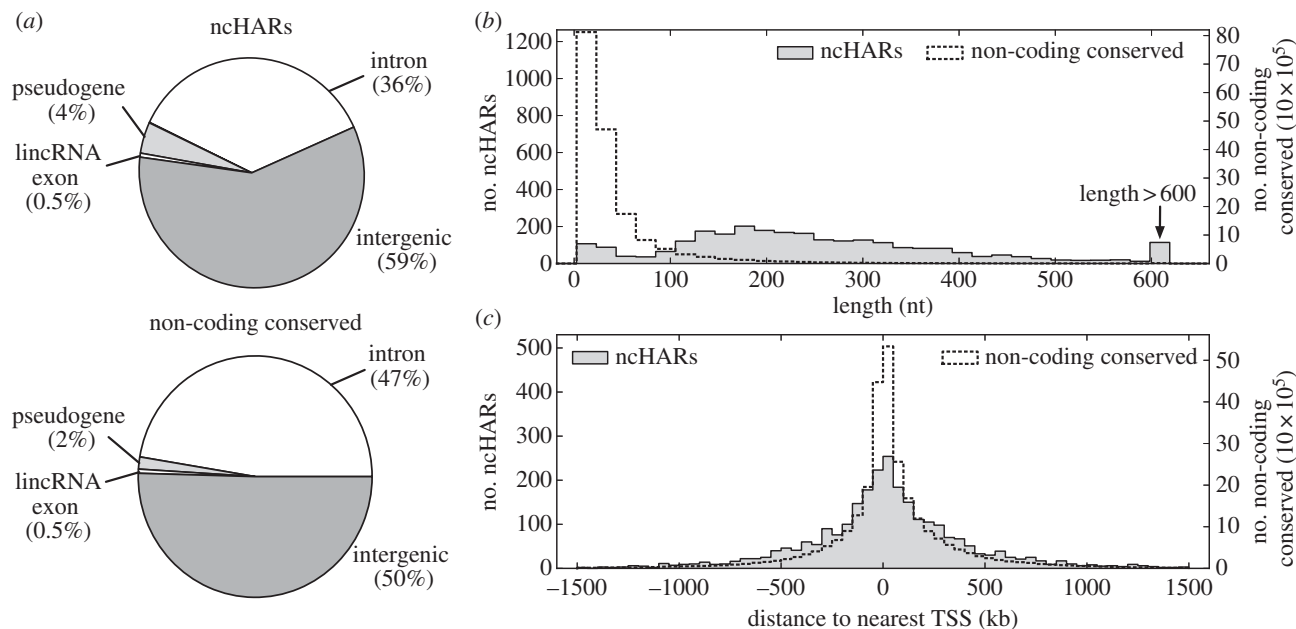 (a)
ncHARs
intron
(36%)
pseudogene
(4%)
lincRNA
exon
(0.5%)
intergenic
(59%)
non-coding conserved
intron
(47%)
pseudogene
(2%)
lincRNA
exon
(0.5%)
intergenic
(50%)
(b)
ncHARs
non-coding conserved
no. ncHARs
1200
1000
800
600
400
200
0
no. non-coding
conserved (10 × 10⁵)
80
70
60
50
40
30
20
10
0
length > 600
0 100 200 300 400 500 600
length (nt)
(c)
ncHARs
non-coding conserved
no. ncHARs
500
400
300
200
100
0
no. non-coding
conserved (10 × 10⁵)
50
40
30
20
10
0
–1500 –1000 –500 0 500 1000 1500
distance to nearest TSS (kb)